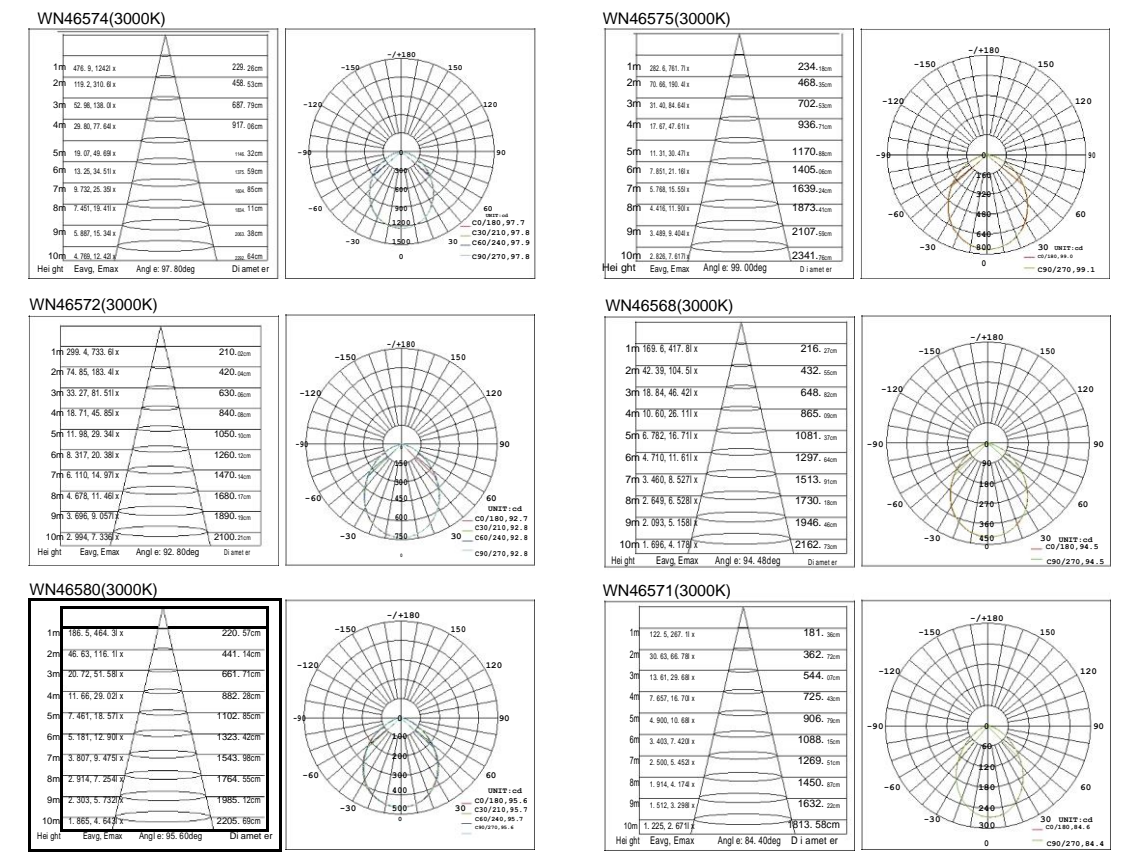 WN46574(3000K)
1m 476.9, 1242lx 229.26cm
2m 119.2, 310.6lx 458.53cm
3m 52.98, 138.0lx 687.79cm
4m 29.80, 77.64lx 917.06cm
5m 19.07, 49.69lx 1146.32cm
6m 13.25, 34.51lx 1375.59cm
7m 9.732, 25.35lx 1604.85cm
8m 7.451, 19.41lx 1834.11cm
9m 5.887, 15.34lx 2063.38cm
10m 4.769, 12.42lx 2292.64cm
Height Eavg, Emax Angle: 97.80deg Diameter
-/+180
-150 150
-120 120
-90
0
300
-60 600 60
900
1200
-30 1500 30
0
UNIT:cd
C0/180,97.7
C30/210,97.8
C60/240,97.9
C90/270,97.8
WN46575(3000K)
1m 282.6, 761.7lx 234.18cm
2m 70.66, 190.4lx 468.35cm
3m 31.40, 84.64lx 702.53cm
4m 17.67, 47.61lx 936.71cm
5m 11.31, 30.47lx 1170.88cm
6m 7.851, 21.16lx 1405.06cm
7m 5.768, 15.55lx 1639.24cm
8m 4.416, 11.90lx 1873.41cm
9m 3.489, 9.404lx 2107.59cm
10m 2.826, 7.617lx 2341.76cm
Height Eavg, Emax Angle: 99.00deg Diameter
-/+180
-150 150
-120 120
-90 0 90
160
320
-60 480 60
640
-30 800 30
0
UNIT:cd
C0/180,99.0
C90/270,99.1
WN46572(3000K)
1m 299.4, 733.6lx 210.02cm
2m 74.85, 183.4lx 420.04cm
3m 33.27, 81.51lx 630.06cm
4m 18.71, 45.85lx 840.08cm
5m 11.98, 29.34lx 1050.10cm
6m 8.317, 20.38lx 1260.12cm
7m 6.110, 14.97lx 1470.14cm
8m 4.678, 11.46lx 1680.17cm
9m 3.696, 9.057lx 1890.19cm
10m 2.994, 7.336lx 2100.21cm
Height Eavg, Emax Angle: 92.80deg Diameter
-/+180
-150 150
-120 120
-90 90
150
300
-60 450 60
600
-30 750 30
0
UNIT:cd
C0/180,92.7
C30/210,92.8
C60/240,92.8
C90/270,92.8
WN46568(3000K)
1m 169.6, 417.8lx 216.27cm
2m 42.39, 104.5lx 432.55cm
3m 18.84, 46.42lx 648.82cm
4m 10.60, 26.11lx 865.09cm
5m 6.782, 16.71lx 1081.37cm
6m 4.710, 11.61lx 1297.64cm
7m 3.460, 8.527lx 1513.91cm
8m 2.649, 6.528lx 1730.18cm
9m 2.093, 5.158lx 1946.46cm
10m 1.696, 4.178lx 2162.73cm
Height Eavg, Emax Angle: 94.48deg Diameter
-/+180
-150 150
-120 120
-90 0 90
90
180
-60 270 60
360
-30 450 30
0
UNIT:cd
C0/180,94.5
C90/270,94.5
WN46580(3000K)
1m 186.5, 464.3lx 220.57cm
2m 46.63, 116.1lx 441.14cm
3m 20.72, 51.58lx 661.71cm
4m 11.66, 29.02lx 882.28cm
5m 7.461, 18.57lx 1102.85cm
6m 5.181, 12.90lx 1323.42cm
7m 3.807, 9.475lx 1543.98cm
8m 2.914, 7.254lx 1764.55cm
9m 2.303, 5.732lx 1985.12cm
10m 1.865, 4.643lx 2205.69cm
Height Eavg, Emax Angle: 95.60deg Diameter
-/+180
-150 150
-120 120
-90 0 90
100
200
-60 300 60
400
-30 500 30
0
UNIT:cd
C0/180,95.6
C30/210,95.7
C60/240,95.7
C90/270,95.6
WN46571(3000K)
1m 122.5, 267.1lx 181.36cm
2m 30.63, 66.78lx 362.72cm
3m 13.61, 29.68lx 544.07cm
4m 7.657, 16.70lx 725.43cm
5m 4.900, 10.68lx 906.79cm
6m 3.403, 7.420lx 1088.15cm
7m 2.500, 5.452lx 1269.51cm
8m 1.914, 4.174lx 1450.87cm
9m 1.512, 3.298lx 1632.22cm
10m 1.225, 2.671lx 1813.58cm
Height Eavg, Emax Angle: 84.40deg Diameter
-/+180
-150 150
-120 120
-90 0 90
60
120
-60 180 60
240
-30 300 30
0
UNIT:cd
C0/180,84.6
C90/270,84.4